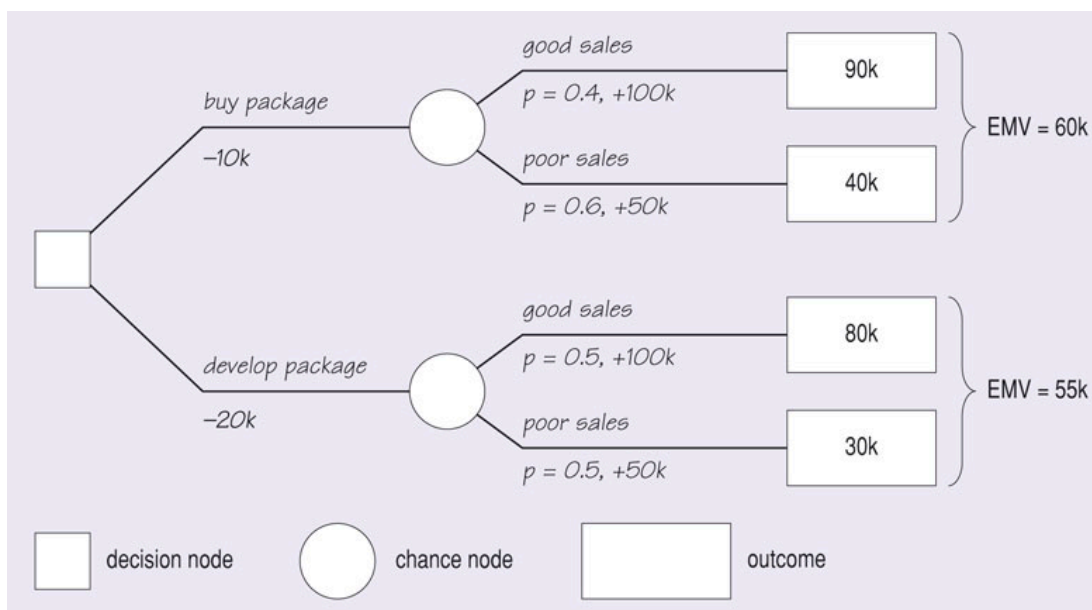 good sales
p = 0.4, +100k
90k
buy package
–10k
EMV = 60k
poor sales
p = 0.6, +50k
40k
good sales
p = 0.5, +100k
80k
develop package
–20k
EMV = 55k
poor sales
p = 0.5, +50k
30k
decision node
chance node
outcome